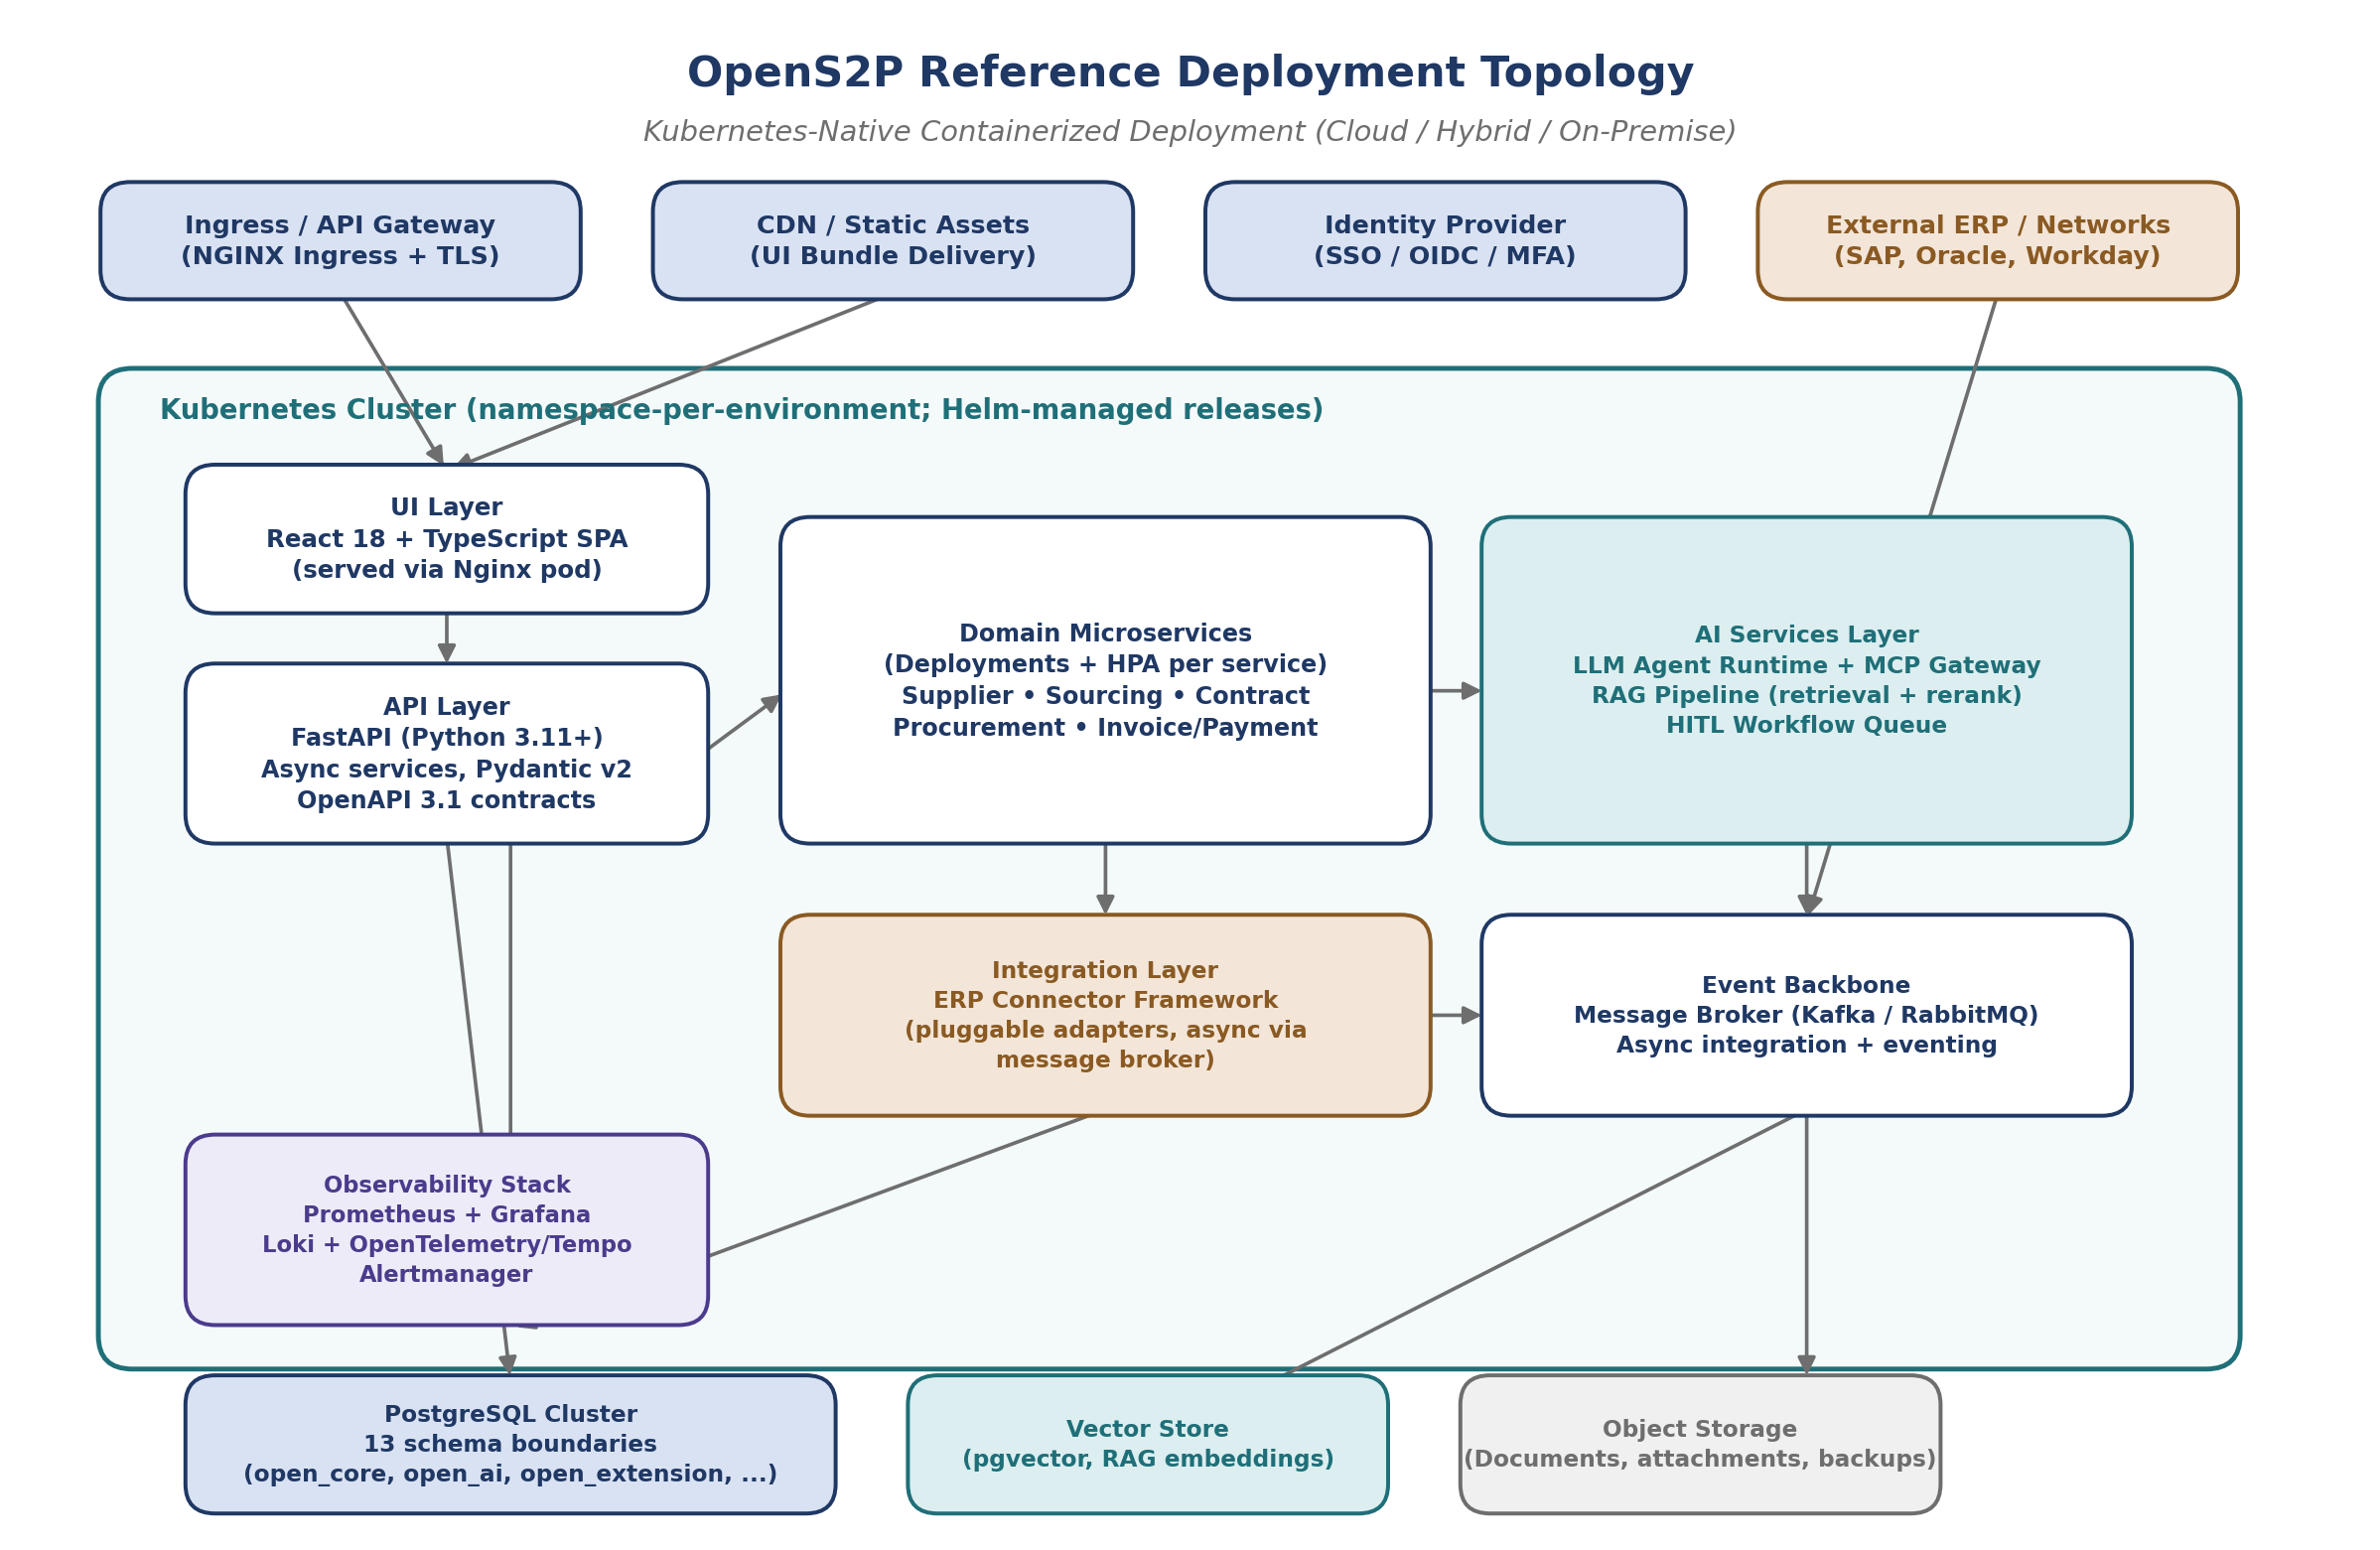 OpenS2P Reference Deployment Topology
Kubernetes-Native Containerized Deployment (Cloud / Hybrid / On-Premise)
Ingress / API Gateway
(NGINX Ingress + TLS)
CDN / Static Assets
(UI Bundle Delivery)
Identity Provider
(SSO / OIDC / MFA)
External ERP / Networks
(SAP, Oracle, Workday)
Kubernetes Cluster (namespace-per-environment; Helm-managed releases)
UI Layer
React 18 + TypeScript SPA
(served via Nginx pod)
API Layer
FastAPI (Python 3.11+)
Async services, Pydantic v2
OpenAPI 3.1 contracts
Domain Microservices
(Deployments + HPA per service)
Supplier • Sourcing • Contract
Procurement • Invoice/Payment
AI Services Layer
LLM Agent Runtime + MCP Gateway
RAG Pipeline (retrieval + rerank)
HITL Workflow Queue
Integration Layer
ERP Connector Framework
(pluggable adapters, async via
message broker)
Event Backbone
Message Broker (Kafka / RabbitMQ)
Async integration + eventing
Observability Stack
Prometheus + Grafana
Loki + OpenTelemetry/Tempo
Alertmanager
PostgreSQL Cluster
13 schema boundaries
(open_core, open_ai, open_extension, ...)
Vector Store
(pgvector, RAG embeddings)
Object Storage
(Documents, attachments, backups)